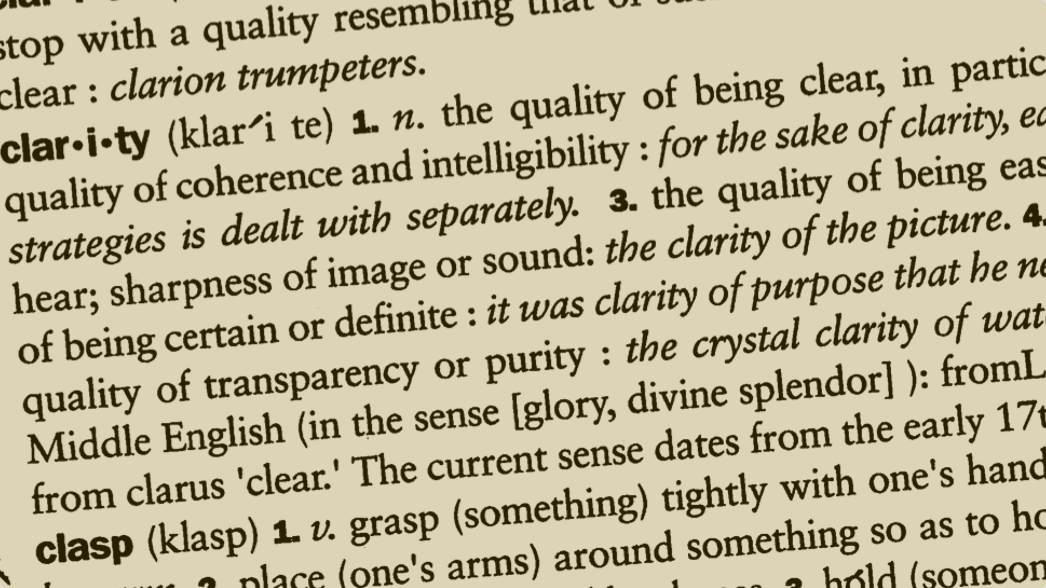 stop with a quality resembling that of
clear : clarion trumpeters.
clar•i•ty (klar′i te) 1. n. the quality of being clear, in partic
quality of coherence and intelligibility : for the sake of clarity, ea
strategies is dealt with separately. 3. the quality of being eas
hear; sharpness of image or sound: the clarity of the picture. 4.
of being certain or definite : it was clarity of purpose that he ne
quality of transparency or purity : the crystal clarity of wat
Middle English (in the sense [glory, divine splendor] ): fromL
from clarus 'clear.' The current sense dates from the early 17t
clasp (klasp) 1. v. grasp (something) tightly with one's hand
2. place (one's arms) around something so as to ho
3. hold (someon